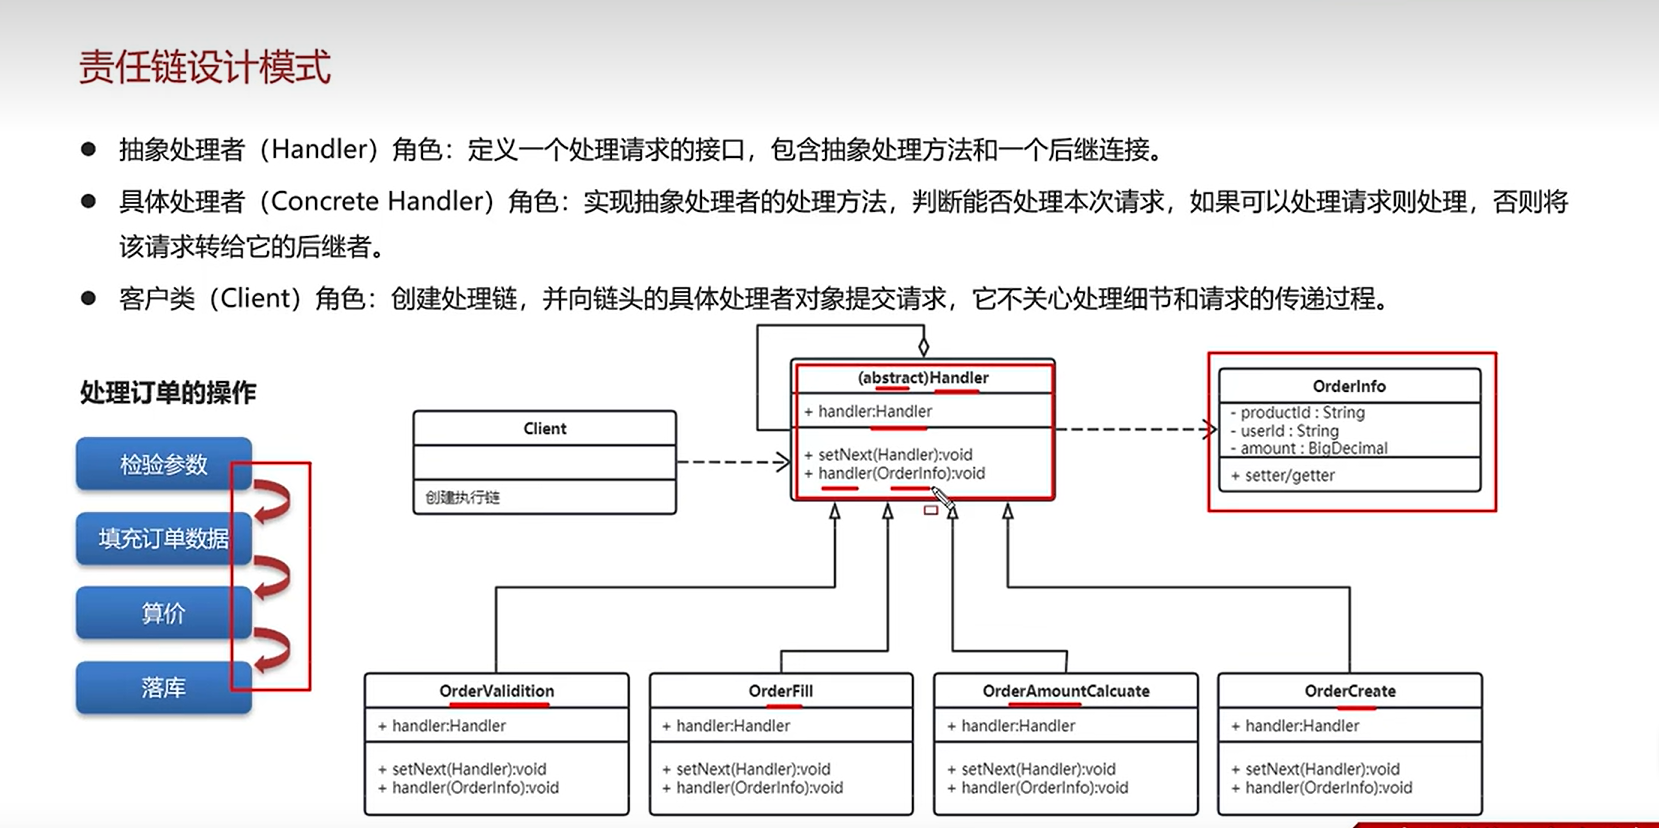 责任链设计模式
● 抽象处理者（Handler）角色：定义一个处理请求的接口，包含抽象处理方法和一个后继连接。
● 具体处理者（Concrete Handler）角色：实现抽象处理者的处理方法，判断能否处理本次请求，如果可以处理请求则处理，否则将
该请求转给它的后继者。
● 客户类（Client）角色：创建处理链，并向链头的具体处理者对象提交请求，它不关心处理细节和请求的传递过程。
处理订单的操作
检验参数
填充订单数据
算价
落库
Client
创建执行链
(abstract)Handler
+ handler:Handler
+ setNext(Handler):void
+ handler(OrderInfo):void
OrderInfo
- productId : String
- userId : String
- amount : BigDecimal
+ setter/getter
OrderValidition
+ handler:Handler
+ setNext(Handler):void
+ handler(OrderInfo):void
OrderFill
+ handler:Handler
+ setNext(Handler):void
+ handler(OrderInfo):void
OrderAmountCalcuate
+ handler:Handler
+ setNext(Handler):void
+ handler(OrderInfo):void
OrderCreate
+ handler:Handler
+ setNext(Handler):void
+ handler(OrderInfo):void